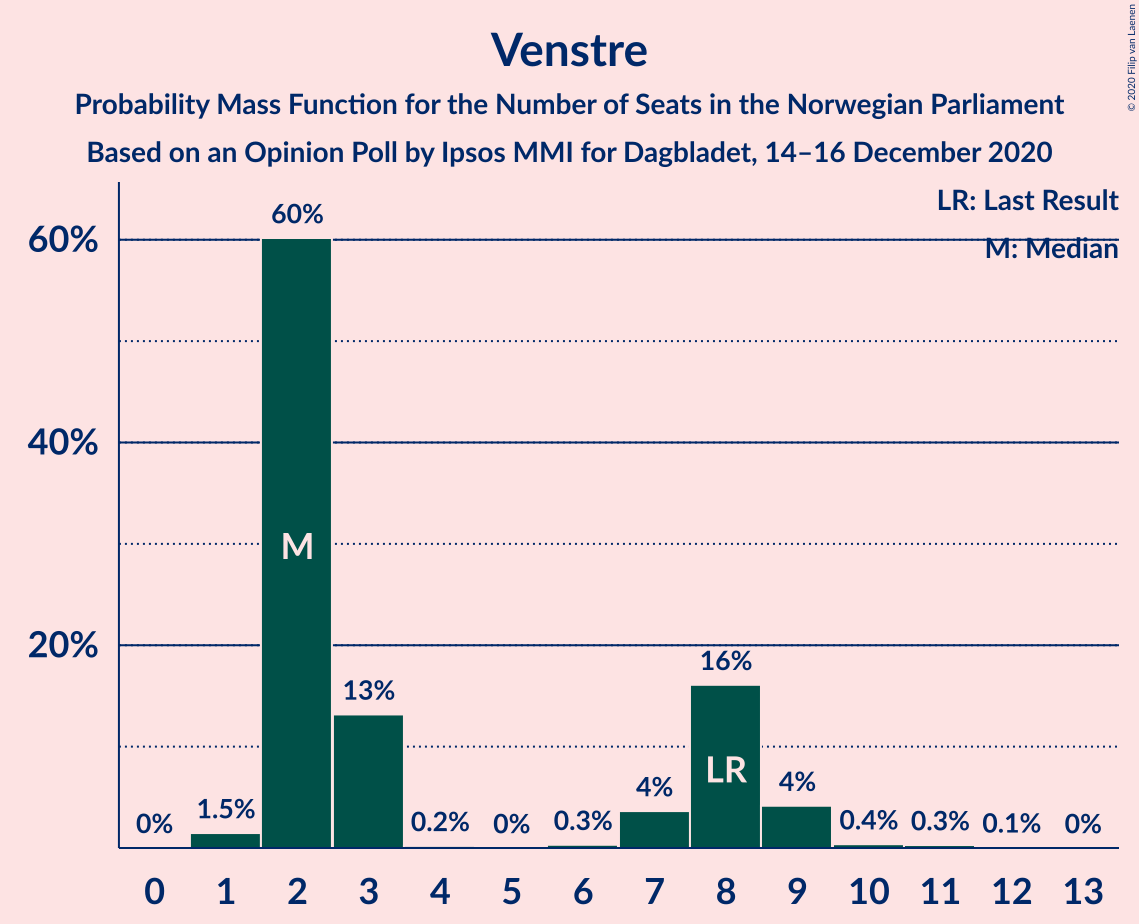 Venstre
Probability Mass Function for the Number of Seats in the Norwegian Parliament
Based on an Opinion Poll by Ipsos MMI for Dagbladet, 14–16 December 2020
© 2020 Filip van Laenen
LR: Last Result
M: Median
60%
40%
20%
0%
1.5%
60%
13%
0.2%
0%
0.3%
4%
16%
4%
0.4%
0.3%
0.1%
0%
M
LR
0 1 2 3 4 5 6 7 8 9 10 11 12 13